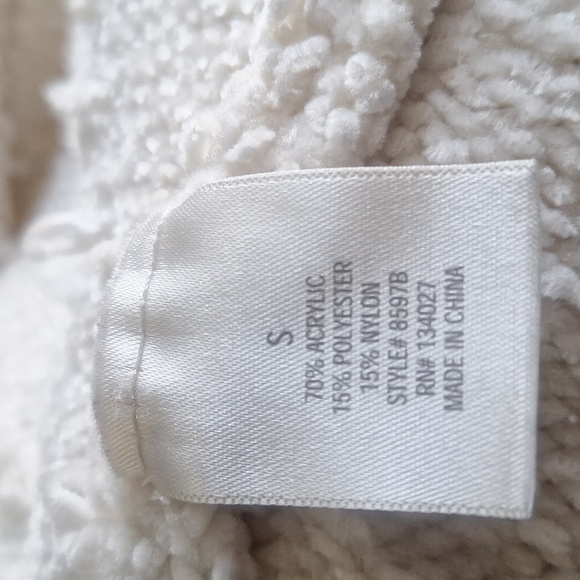 S
70% ACRYLIC
15% POLYESTER
15% NYLON
STYLE# 8597B
RN# 134027
MADE IN CHINA